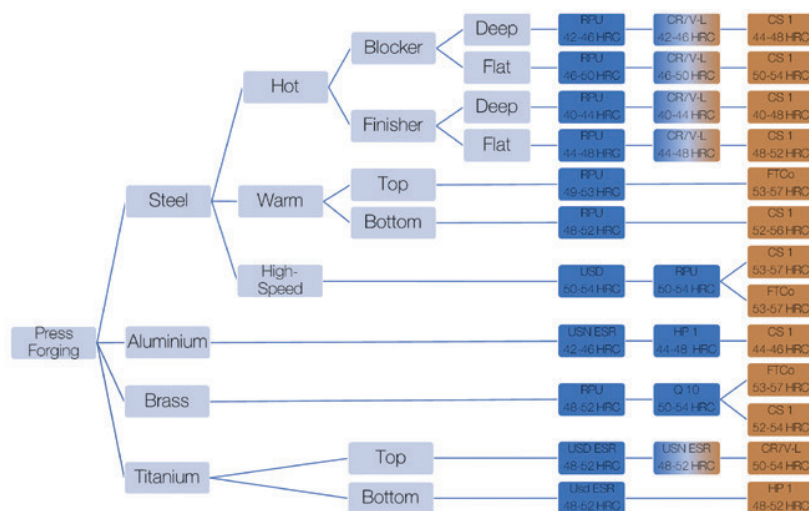 Deep
RPU
42-46 HRC
CR7V-L
42-46 HRC
CS 1
44-48 HRC
Blocker
Flat
RPU
46-50 HRC
CR7V-L
46-50 HRC
CS 1
50-54 HRC
Hot
Deep
RPU
40-44 HRC
CR7V-L
40-44 HRC
CS 1
40-48 HRC
Finisher
Flat
RPU
44-48 HRC
CR7V-L
44-48 HRC
CS 1
48-52 HRC
Steel
Warm
Top
RPU
49-53 HRC
FTCo
53-57 HRC
Bottom
RPU
48-52 HRC
CS 1
52-56 HRC
High-
Speed
USD
50-54 HRC
RPU
50-54 HRC
CS 1
53-57 HRC
FTCo
53-57 HRC
Press
Forging
Aluminium
USN ESR
42-46 HRC
HP 1
44-48 HRC
CS 1
44-46 HRC
Brass
RPU
48-52 HRC
Q 10
50-54 HRC
FTCo
53-57 HRC
CS 1
52-54 HRC
Titanium
Top
USD ESR
48-52 HRC
USN ESR
48-52 HRC
CR7V-L
50-54 HRC
Bottom
Usd ESR
48-52 HRC
HP 1
48-52 HRC